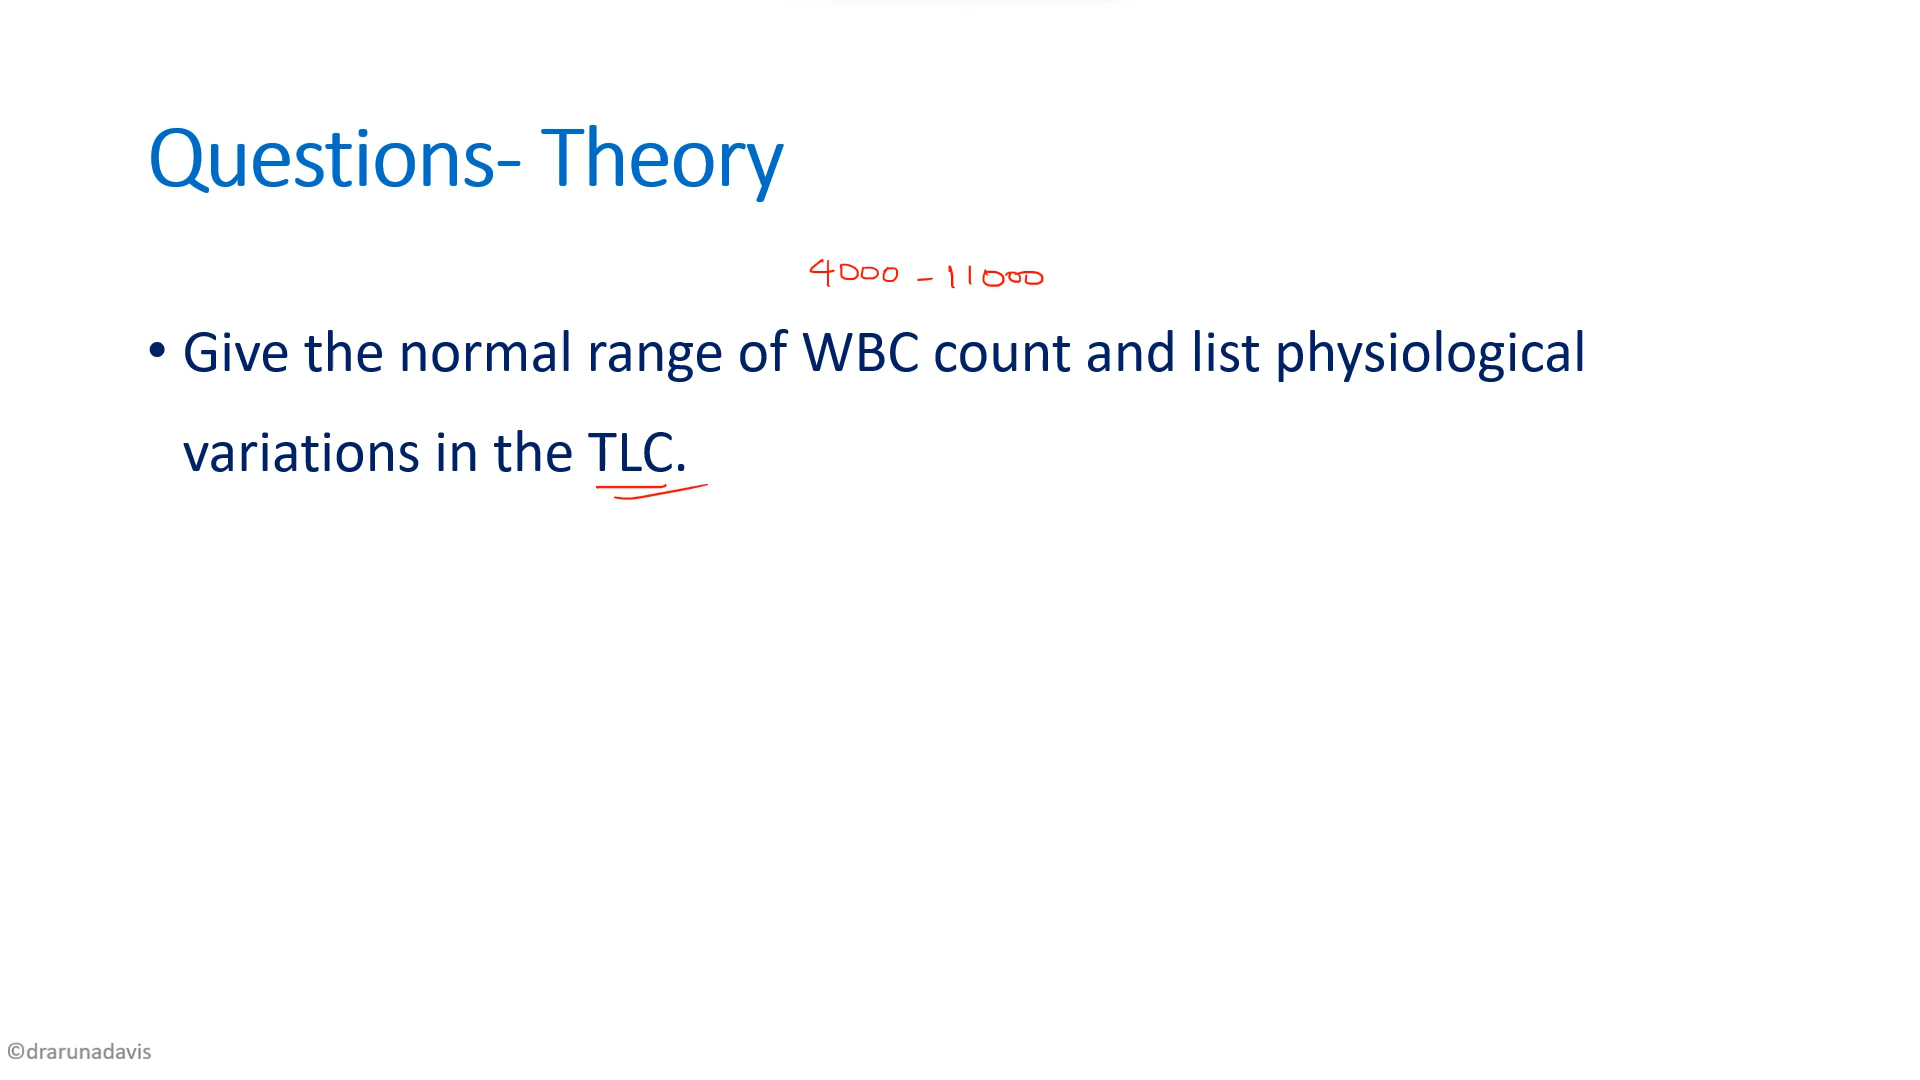 Questions- Theory
4000 - 11000
• Give the normal range of WBC count and list physiological
variations in the TLC.
©drarunadavis